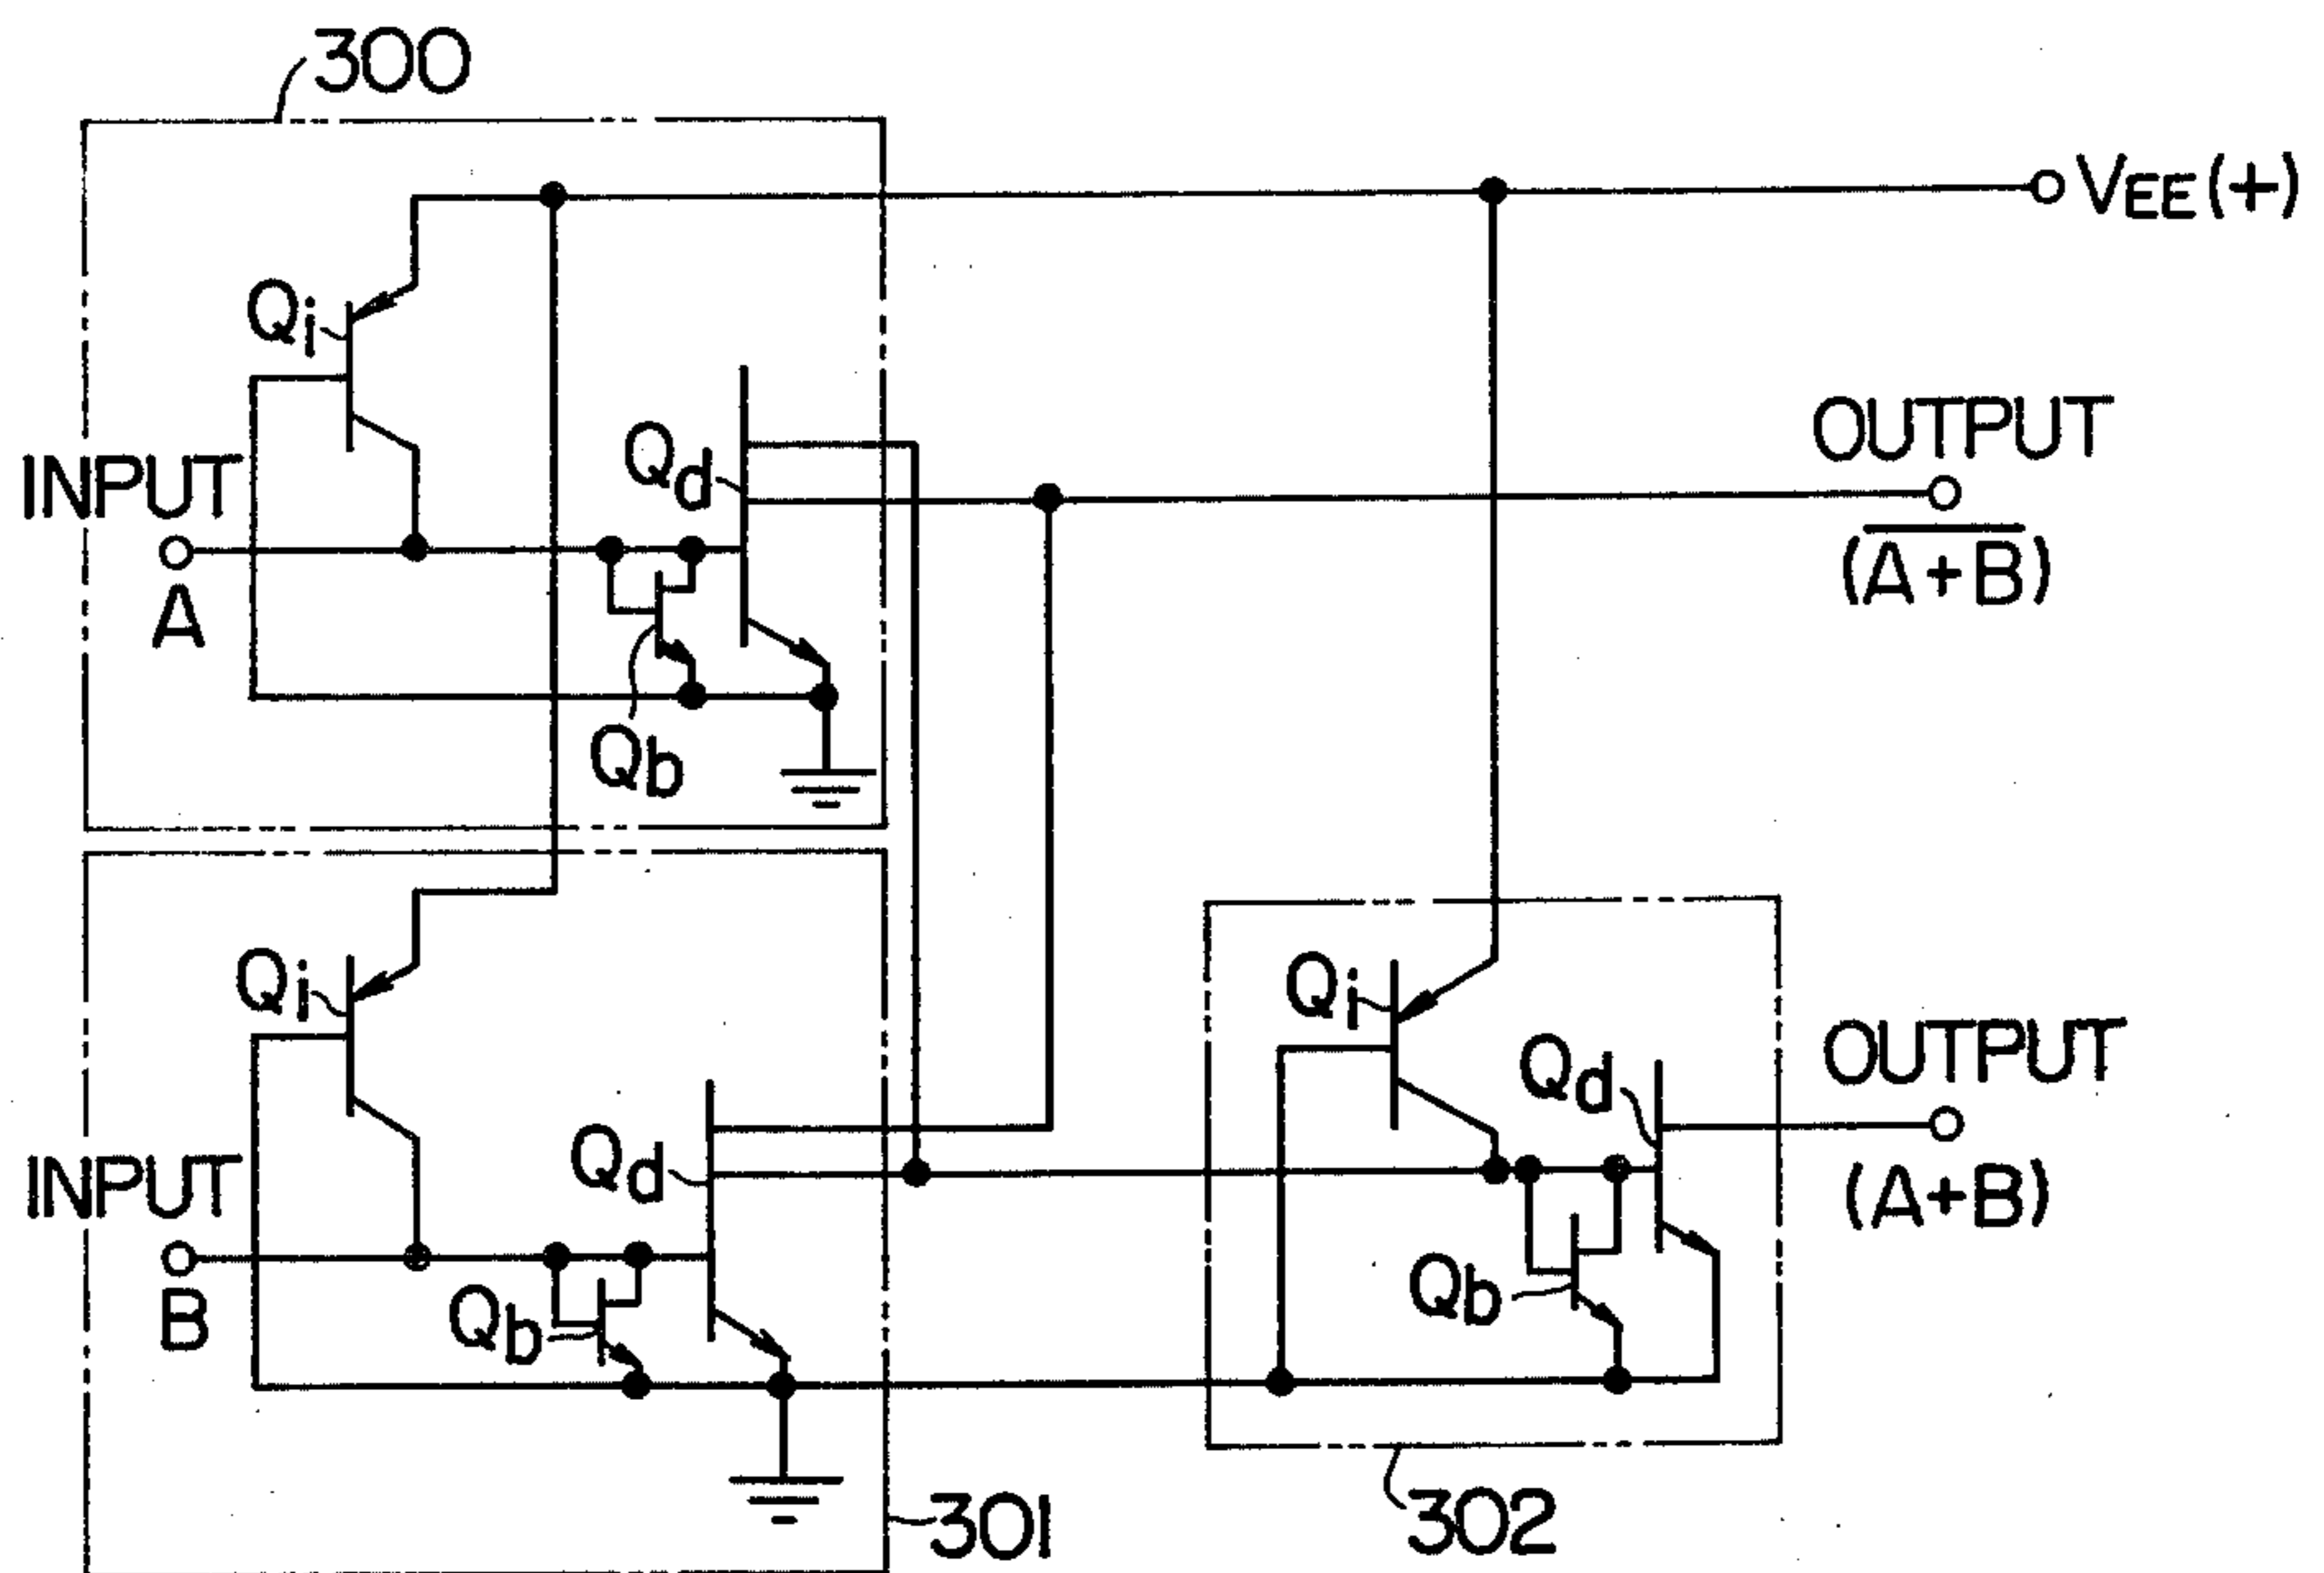 300
VEE(+)
Qi
Qd
OUTPUT
INPUT
(A̅+̅B̅)
A
Qb
Qi
Qi
Qd
OUTPUT
Qd
INPUT
(A+B)
Qb
B
Qb
301
302